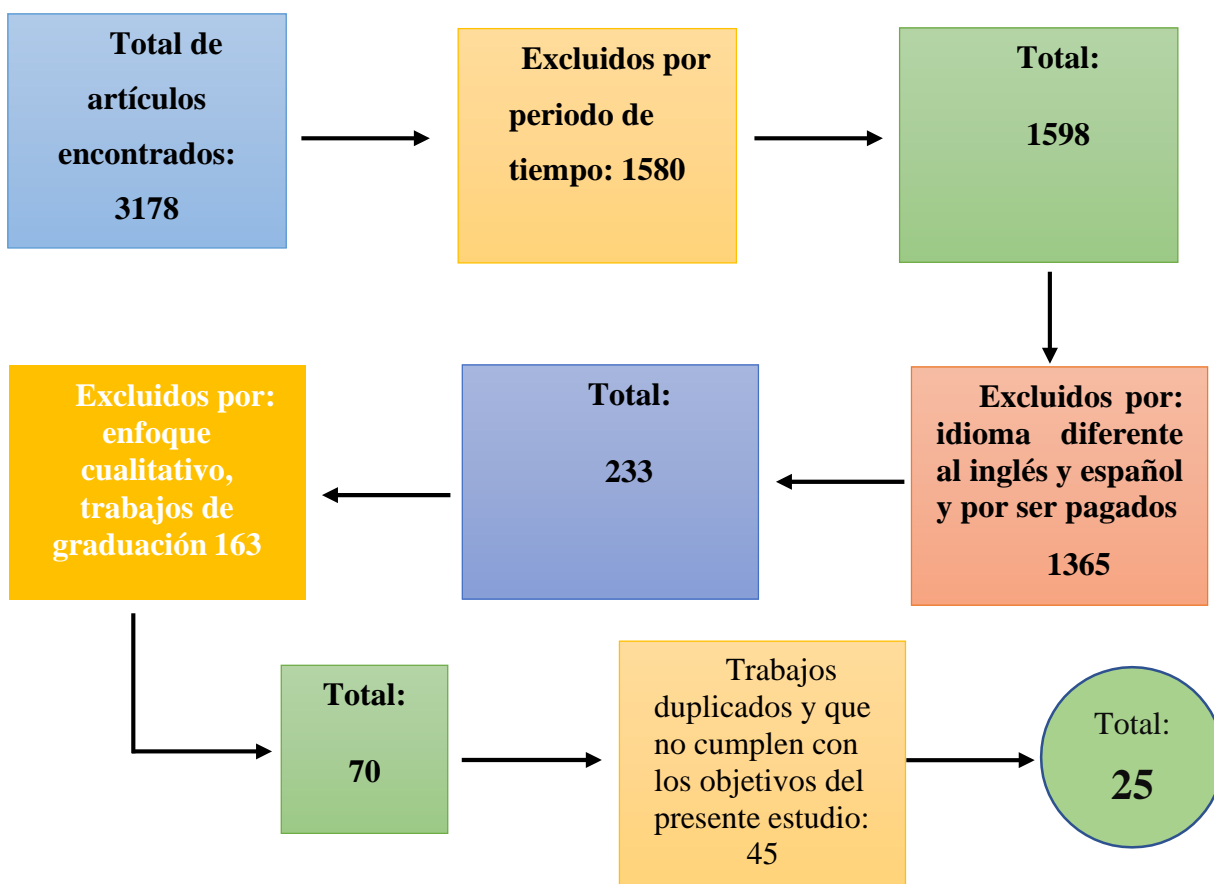 Total de
artículos
encontrados:
3178
Excluidos por
periodo de
tiempo: 1580
Total:
1598
Excluidos por:
idioma diferente
al inglés y español
y por ser pagados
1365
Total:
233
Excluidos por:
enfoque
cualitativo,
trabajos de
graduación 163
Total:
70
Trabajos
duplicados y que
no cumplen con
los objetivos del
presente estudio:
45
Total:
25